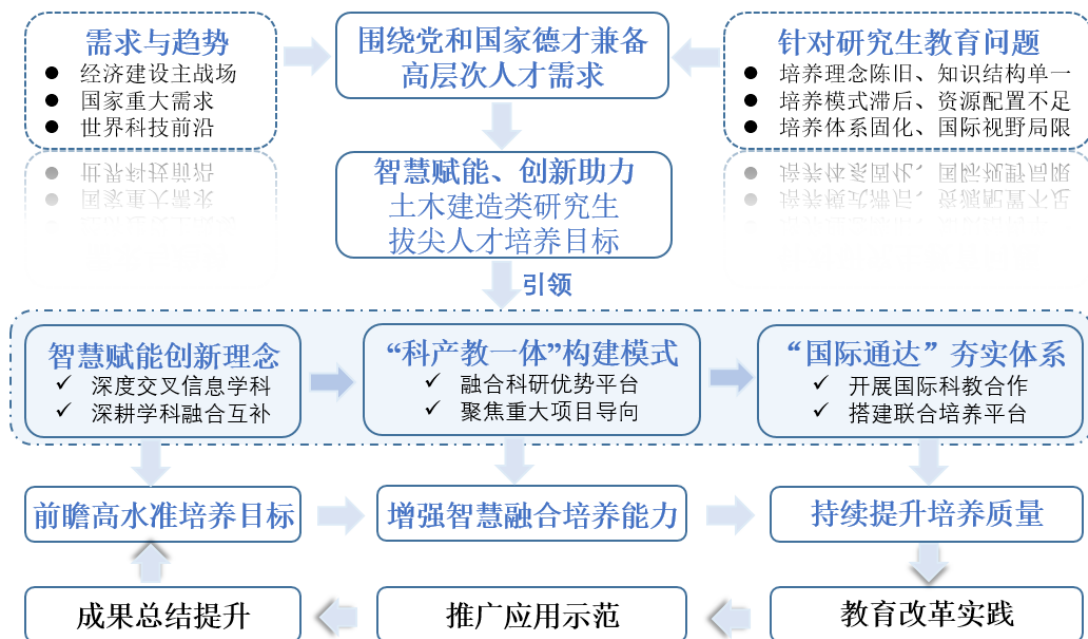 需求与趋势
经济建设主战场
国家重大需求
世界科技前沿
围绕党和国家德才兼备
高层次人才需求
针对研究生教育问题
培养理念陈旧、知识结构单一
培养模式滞后、资源配置不足
培养体系固化、国际视野局限
智慧赋能、创新助力
土木建造类研究生
拔尖人才培养目标
引领
智慧赋能创新理念
✓ 深度交叉信息学科
✓ 深耕学科融合互补
“科产教一体”构建模式
✓ 融合科研优势平台
✓ 聚焦重大项目导向
“国际通达”夯实体系
✓ 开展国际科教合作
✓ 搭建联合培养平台
前瞻高水准培养目标
增强智慧融合培养能力
持续提升培养质量
成果总结提升
推广应用示范
教育改革实践